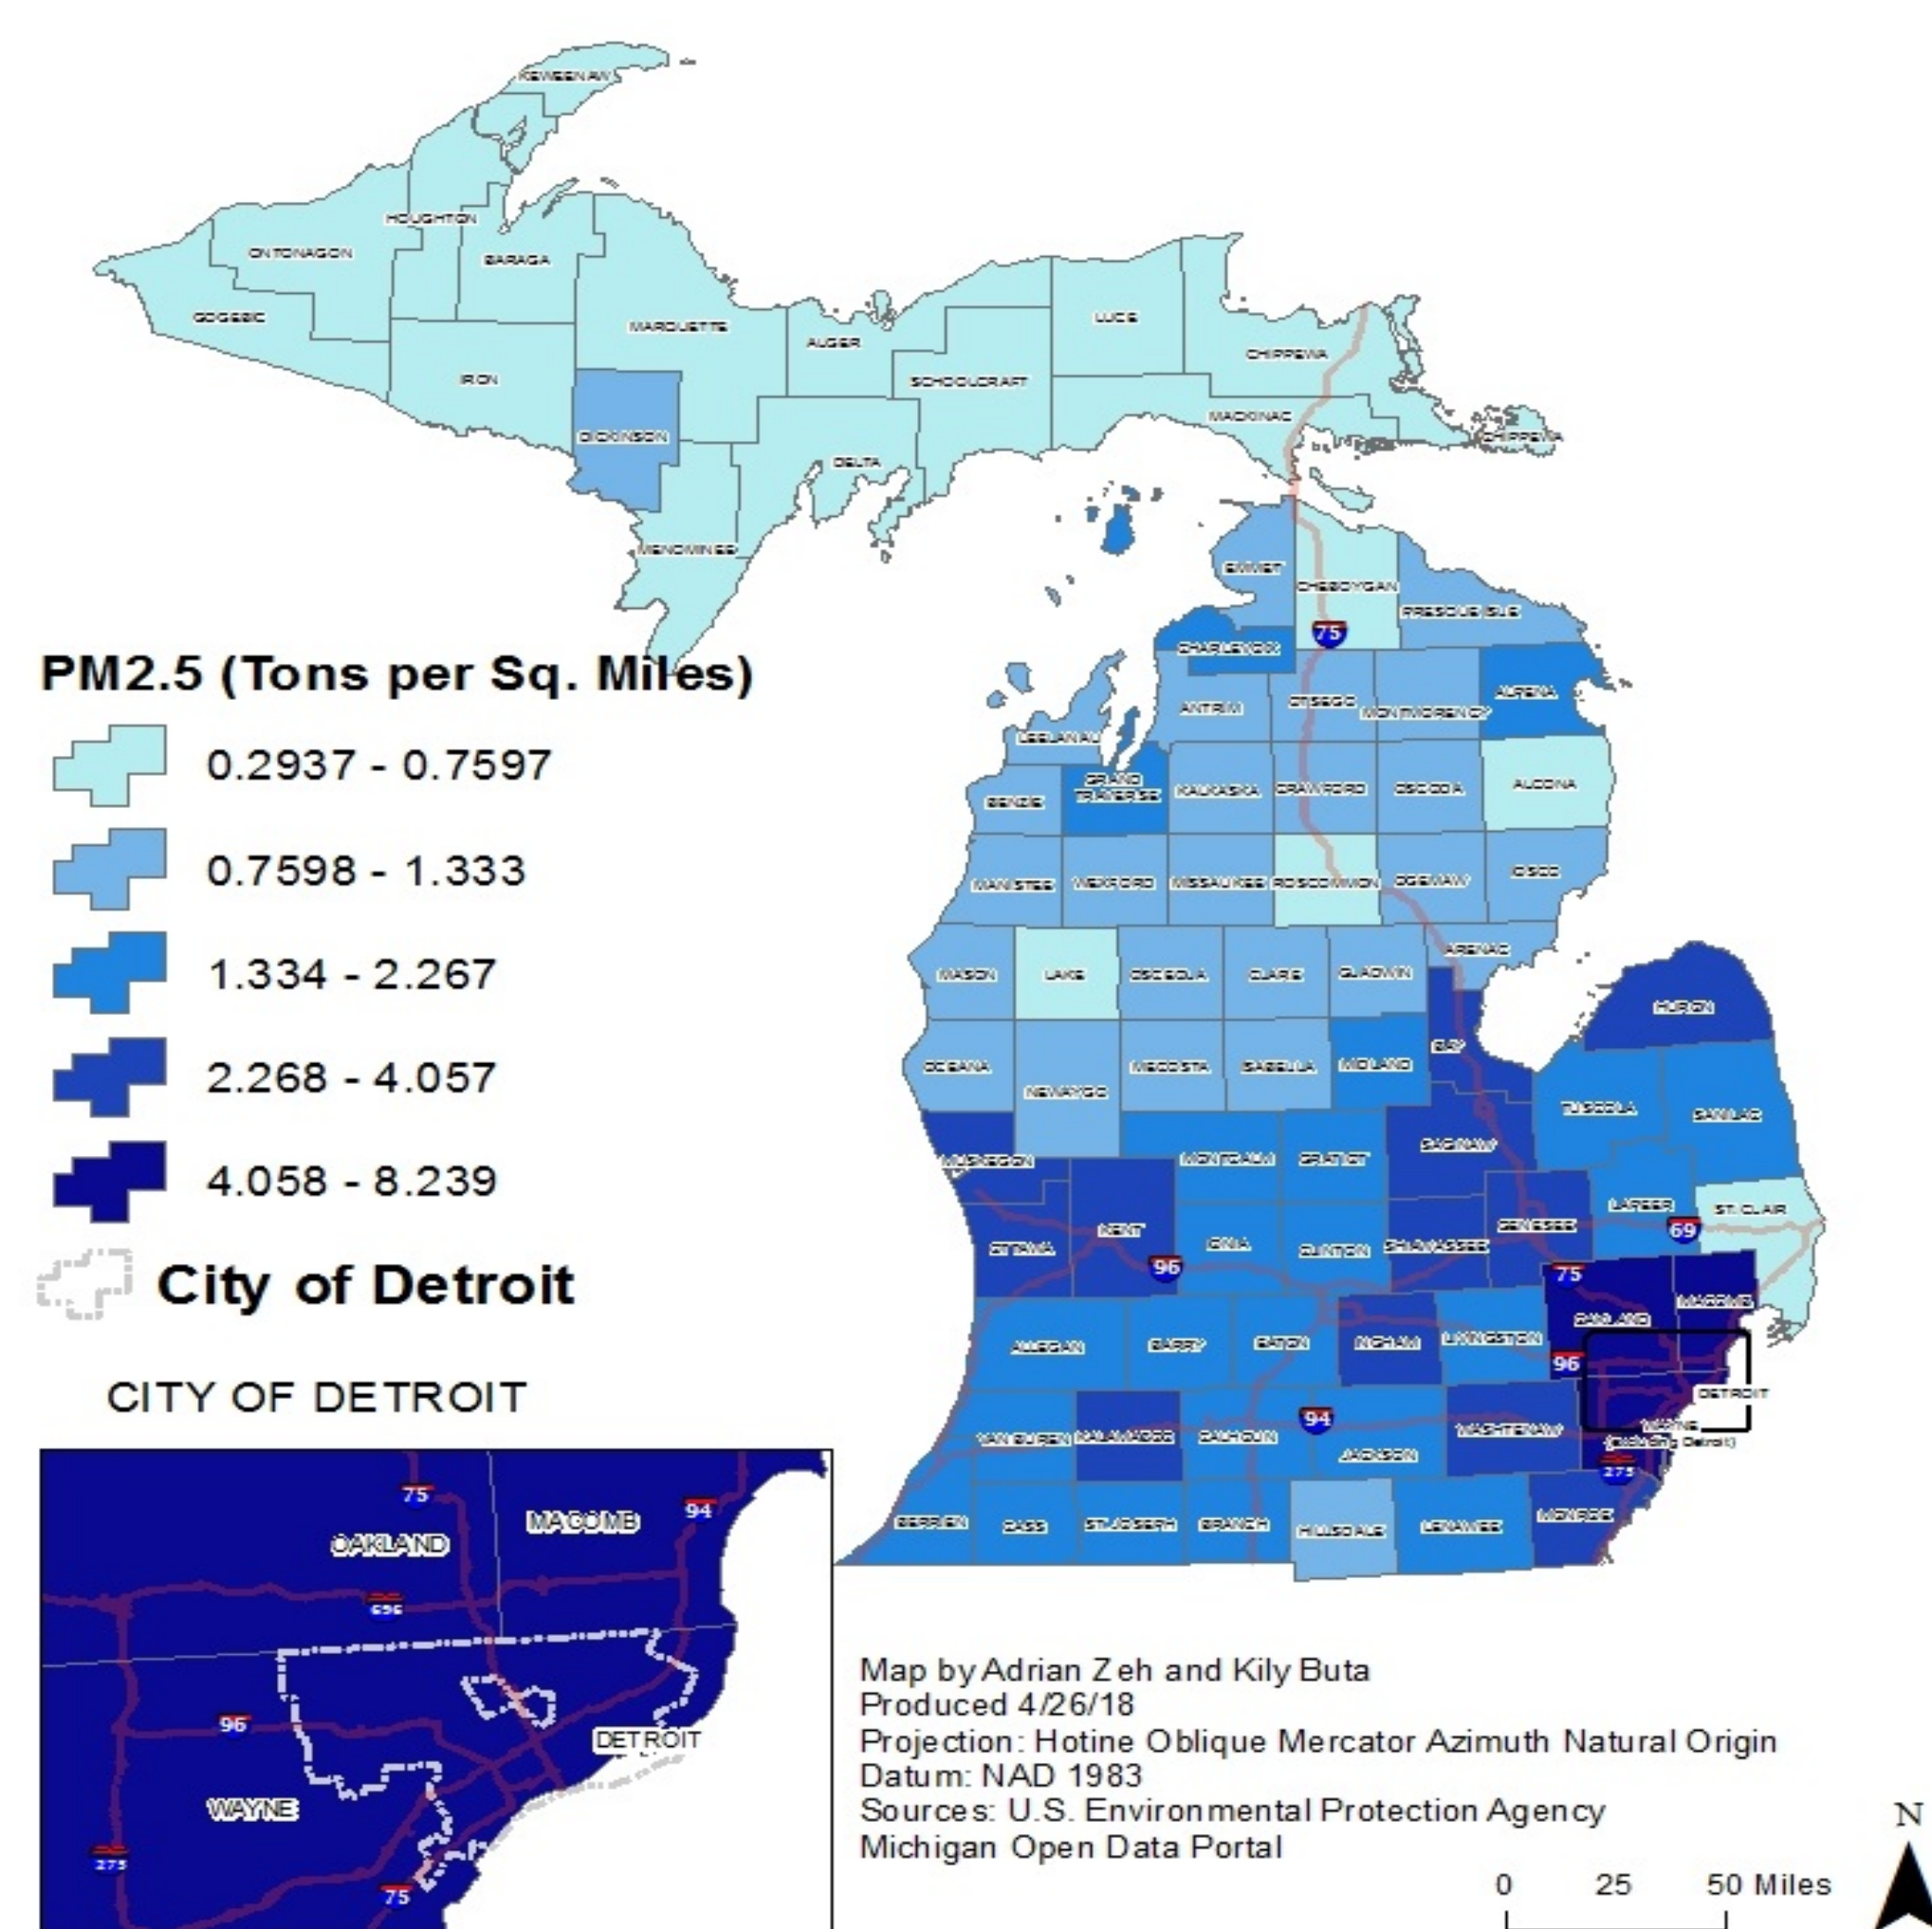 KEWEENAW
HOUGHTON
ONTONAGON
BARAGA
GOGEBIC
MARQUETTE
LUCE
ALGER
CHIPPEWA
IRON
SCHOOLCRAFT
MACKINAC
DICKINSON
CHIPPEWA
DELTA
MENOMINEE
EMMET
CHEBOYGAN
PRESQUE ISLE
75
CHARLEVOIX
ALPENA
ANTRIM
OTSEGO
MONTMORENCY
LEELANAU
GRAND
TRAVERSE
BENZIE
KALKASKA
CRAWFORD
OSCODA
ALCONA
MANISTEE
WEXFORD
MISSAUKEE
ROSCOMMON
OGEMAW
IOSCO
ARENAC
MASON
LAKE
OSCEOLA
CLARE
GLADWIN
HURON
BAY
OCEANA
NEWAYGO
MECOSTA
ISABELLA
MIDLAND
TUSCOLA
SANILAC
MUSKEGON
MONTCALM
GRATIOT
SAGINAW
LAPEER
ST. CLAIR
69
OTTAWA
KENT
IONIA
CLINTON
SHIAWASSEE
GENESEE
96
75
MACOMB
OAKLAND
ALLEGAN
BARRY
EATON
INGHAM
LIVINGSTON
96
DETROIT
WAYNE
(excluding Detroit)
VAN BUREN
KALAMAZOO
CALHOUN
94
JACKSON
WASHTENAW
275
BERRIEN
CASS
ST. JOSEPH
BRANCH
HILLSDALE
LENAWEE
MONROE
PM2.5 (Tons per Sq. Miles)
0.2937 - 0.7597
0.7598 - 1.333
1.334 - 2.267
2.268 - 4.057
4.058 - 8.239
City of Detroit
CITY OF DETROIT
75
94
MACOMB
OAKLAND
696
96
DETROIT
WAYNE
275
75
Map by Adrian Zeh and Kily Buta
Produced 4/26/18
Projection: Hotine Oblique Mercator Azimuth Natural Origin
Datum: NAD 1983
Sources: U.S. Environmental Protection Agency
Michigan Open Data Portal
N
0 25 50 Miles